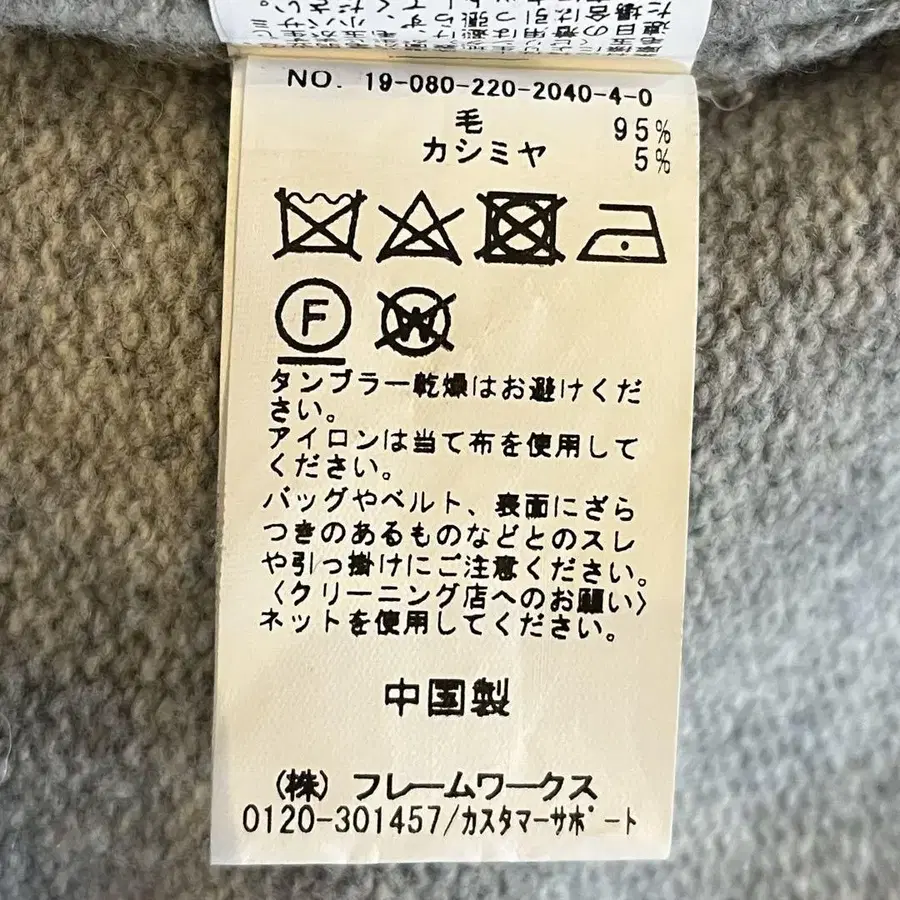 NO. 19-080-220-2040-4-0
毛 95%
カシミヤ 5%
F
W
タンブラー乾燥はお避けくだ
さい。
アイロンは当て布を使用して
ください。
バッグやベルト、表面にざら
つきのあるものなどとのスレ
や引っ掛けにご注意ください。
〈クリーニング店へのお願い〉
ネットを使用してください。
中国製
(株) フレームワークス
0120-301457/カスタマーサポート